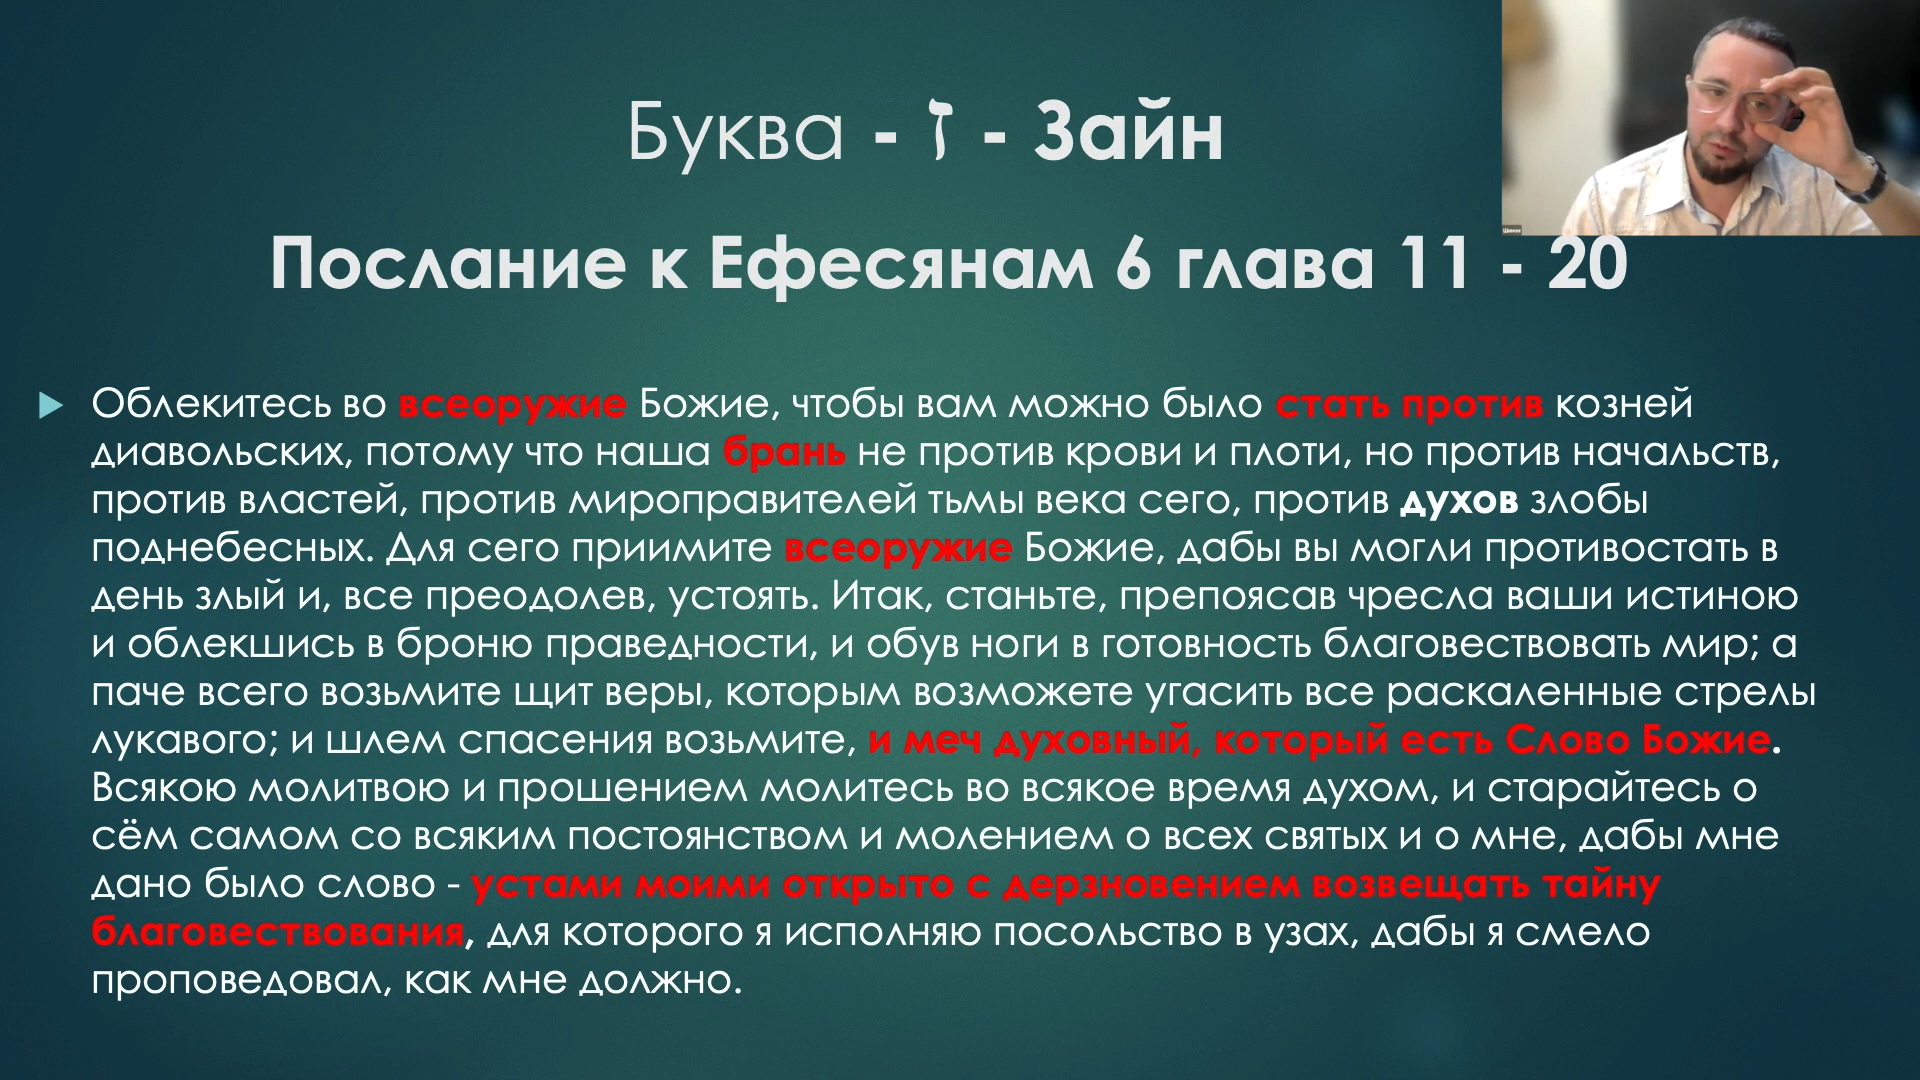 Буква - ז - Зайн
Послание к Ефесянам 6 глава 11 - 20
Облекитесь во всеоружие Божие, чтобы вам можно было стать против козней
диавольских, потому что наша брань не против крови и плоти, но против начальств,
против властей, против мироправителей тьмы века сего, против духов злобы
поднебесных. Для сего приимите всеоружие Божие, дабы вы могли противостать в
день злый и, все преодолев, устоять. Итак, станьте, препоясав чресла ваши истиною
и облекшись в броню праведности, и обув ноги в готовность благовествовать мир; а
паче всего возьмите щит веры, которым возможете угасить все раскаленные стрелы
лукавого; и шлем спасения возьмите, и меч духовный, который есть Слово Божие.
Всякою молитвою и прошением молитесь во всякое время духом, и старайтесь о
сём самом со всяким постоянством и молением о всех святых и о мне, дабы мне
дано было слово - устами моими открыто с дерзновением возвещать тайну
благовествования, для которого я исполняю посольство в узах, дабы я смело
проповедовал, как мне должно.